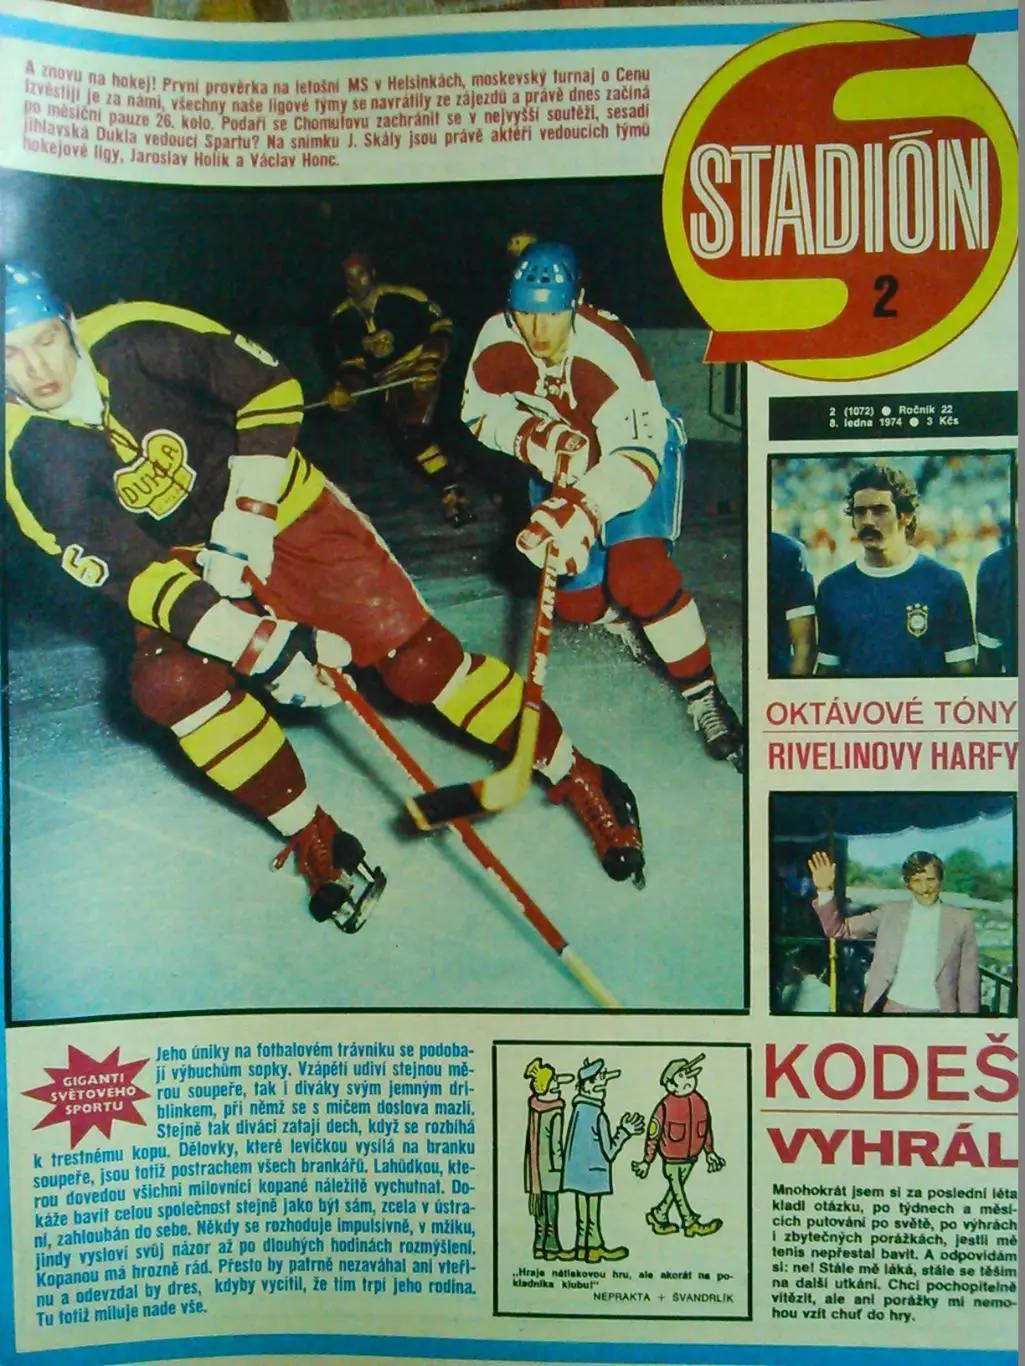 A znovu na hokej! První prověrka na letošní MS v Helsinkách, moskevský turnaj o Cenu
Izvěstijí je za námi, všechny naše ligové týmy se navrátily ze zájezdů a právě dnes začíná
po měsíční pauze 26. kolo. Podaří se Chomutovu zachránit se v nejvyšší soutěži, sesadí
jihlavská Dukla vedoucí Spartu? Na snímku J. Skály jsou právě aktéři vedoucích týmů
hokejové ligy, Jaroslav Holík a Václav Honc.
STADIÓN
2
2 (1072) ● Ročník 22
8. ledna 1974 ● 3 Kčs
DUKLA
5
15
OKTÁVOVÉ TÓNY
RIVELINOVY HARFY
KODEŠ
VYHRÁL
Mnohokrát jsem si za poslední léta
kladl otázku, po týdnech a měsí-
cích putování po světě, po výhrách
i zbytečných porážkách, jestli mě
tenis nepřestal bavit. A odpovídám
si: ne! Stále mě láká, stále se těším
na další utkání. Chci pochopitelně
vítězit, ale ani porážky mi nemo-
hou vzít chuť do hry.
GIGANTI
SVĚTOVÉHO
SPORTU
Jeho úniky na fotbalovém trávníku se podoba-
jí výbuchům sopky. Vzápětí udiví stejnou mě-
rou soupeře, tak i diváky svým jemným dri-
blinkem, při němž se s míčem doslova mazlí.
Stejně tak diváci zatají dech, když se rozbíhá
k trestnému kopu. Dělovky, které levičkou vysílá na branku
soupeře, jsou totiž postrachem všech brankářů. Lahůdkou, kte-
rou dovedou všichni milovníci kopané náležitě vychutnat. Do-
káže bavit celou společnost stejně jako být sám, zcela v ústra-
ní, zahloubán do sebe. Někdy se rozhoduje impulsivně, v mžiku,
jindy vysloví svůj názor až po dlouhých hodinách rozmýšlení.
Kopanou má hrozně rád. Přesto by patrně nezaváhal ani vteři-
nu a odevzdal by dres, kdyby vycítil, že tím trpí jeho rodina.
Tu totiž miluje nade vše.
„Hraje nátlakovou hru, ale akorát na po-
kladníka klubu!“
NEPRAKTA + ŠVANDRLÍK